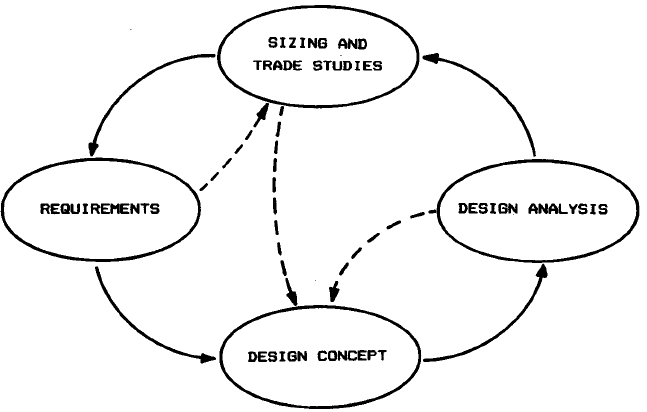 SIZING AND
TRADE STUDIES
REQUIREMENTS
DESIGN ANALYSIS
DESIGN CONCEPT